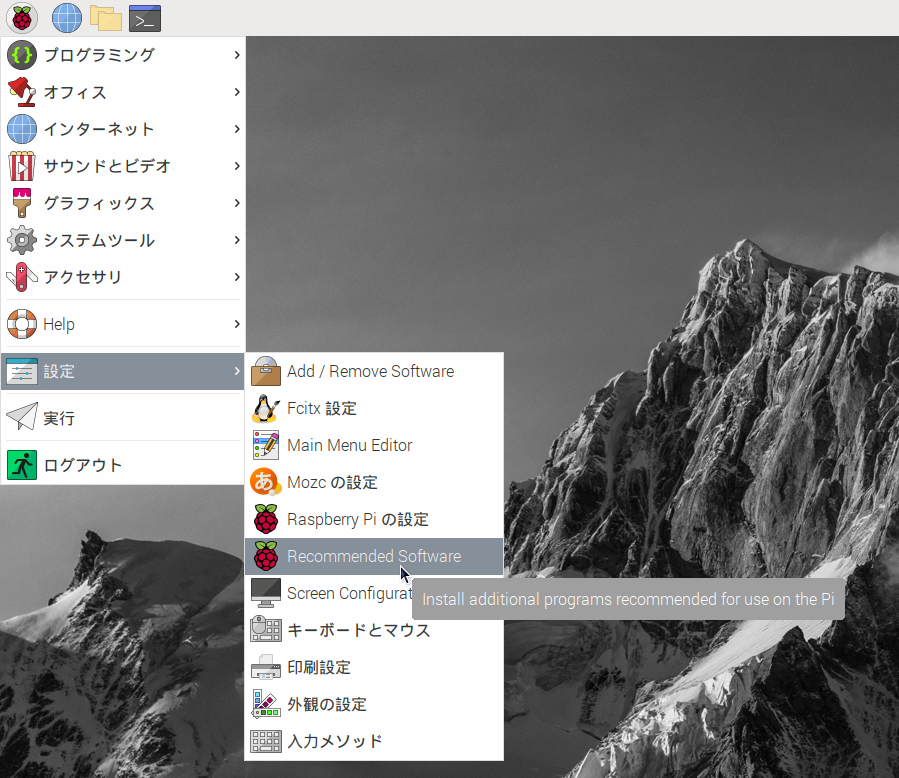 >_
プログラミング
オフィス
インターネット
サウンドとビデオ
グラフィックス
システムツール
アクセサリ
Help
設定
実行
ログアウト
Add / Remove Software
Fcitx 設定
Main Menu Editor
あ Mozc の設定
Raspberry Pi の設定
Recommended Software
Screen Configurat
Install additional programs recommended for use on the Pi
キーボードとマウス
印刷設定
外観の設定
入力メソッド